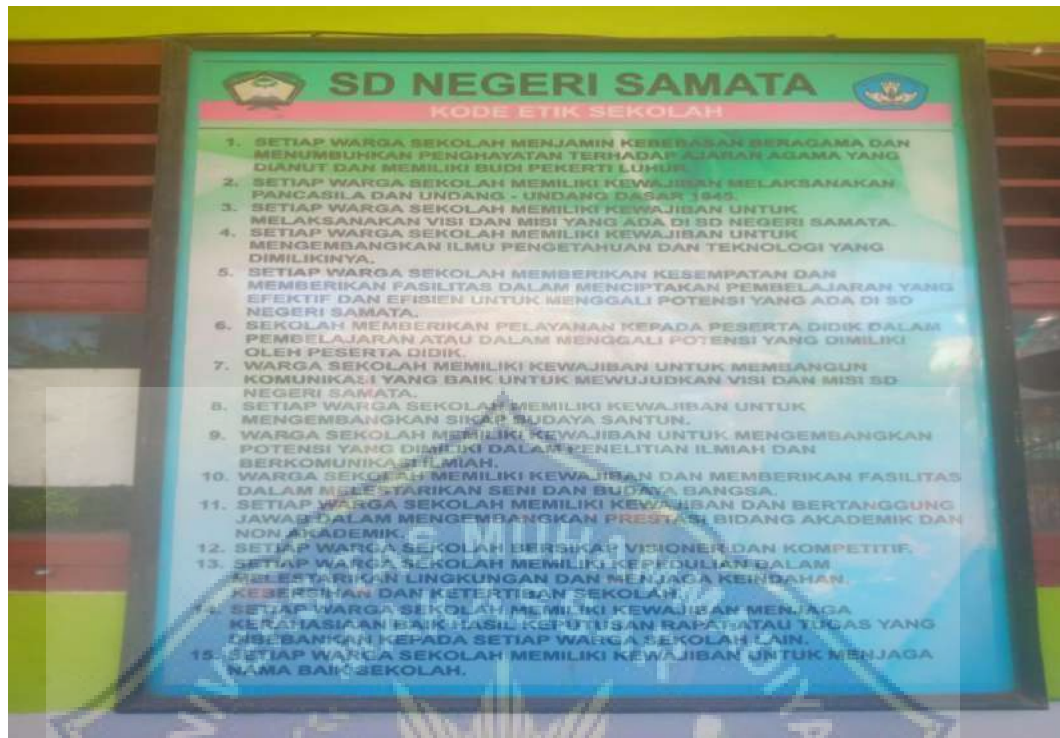 SD NEGERI SAMATA
KODE ETIK SEKOLAH
1. SETIAP WARGA SEKOLAH MENJAMIN KEBEBASAN BERAGAMA DAN
MENUMBUHKAN PENGHAYATAN TERHADAP AJARAN AGAMA YANG
DIANUT DAN MEMILIKI BUDI PEKERTI LUHUR.
2. SETIAP WARGA SEKOLAH MEMILIKI KEWAJIBAN MELAKSANAKAN
PANCASILA DAN UNDANG - UNDANG DASAR 1945.
3. SETIAP WARGA SEKOLAH MEMILIKI KEWAJIBAN UNTUK
MELAKSANAKAN VISI DAN MISI YANG ADA DI SD NEGERI SAMATA.
4. SETIAP WARGA SEKOLAH MEMILIKI KEWAJIBAN UNTUK
MENGEMBANGKAN ILMU PENGETAHUAN DAN TEKNOLOGI YANG
DIMILIKINYA.
5. SETIAP WARGA SEKOLAH MEMBERIKAN KESEMPATAN DAN
MEMBERIKAN FASILITAS DALAM MENCIPTAKAN PEMBELAJARAN YANG
EFEKTIF DAN EFISIEN UNTUK MENGGALI POTENSI YANG ADA DI SD
NEGERI SAMATA.
6. SEKOLAH MEMBERIKAN PELAYANAN KEPADA PESERTA DIDIK DALAM
PEMBELAJARAN ATAU DALAM MENGGALI POTENSI YANG DIMILIKI
OLEH PESERTA DIDIK.
7. WARGA SEKOLAH MEMILIKI KEWAJIBAN UNTUK MEMBANGUN
KOMUNIKASI YANG BAIK UNTUK MEWUJUDKAN VISI DAN MISI SD
NEGERI SAMATA.
8. SETIAP WARGA SEKOLAH MEMILIKI KEWAJIBAN UNTUK
MENGEMBANGKAN SIKAP BUDAYA SANTUN.
9. WARGA SEKOLAH MEMILIKI KEWAJIBAN UNTUK MENGEMBANGKAN
POTENSI YANG DIMILIKI DALAM PENELITIAN ILMIAH DAN
BERKOMUNIKASI ILMIAH.
10. WARGA SEKOLAH MEMILIKI KEWAJIBAN DAN MEMBERIKAN FASILITAS
DALAM MELESTARIKAN SENI DAN BUDAYA BANGSA.
11. SETIAP WARGA SEKOLAH MEMILIKI KEWAJIBAN DAN BERTANGGUNG
JAWAB DALAM MENGEMBANGKAN PRESTASI BIDANG AKADEMIK DAN
NON AKADEMIK.
12. SETIAP WARGA SEKOLAH BERSIKAP VISIONER DAN KOMPETITIF.
13. SETIAP WARGA SEKOLAH MEMILIKI KEPEDULIAN DALAM
MELESTARIKAN LINGKUNGAN DAN MENJAGA KEINDAHAN,
KEBERSIHAN DAN KETERTIBAN SEKOLAH.
14. SETIAP WARGA SEKOLAH MEMILIKI KEWAJIBAN MENJAGA
KERAHASIAAN BAIK HASIL KEPUTUSAN RAPAT ATAU TUGAS YANG
DISEBANKAN KEPADA SETIAP WARGA SEKOLAH LAIN.
15. SETIAP WARGA SEKOLAH MEMILIKI KEWAJIBAN UNTUK MENJAGA
NAMA BAIK SEKOLAH.